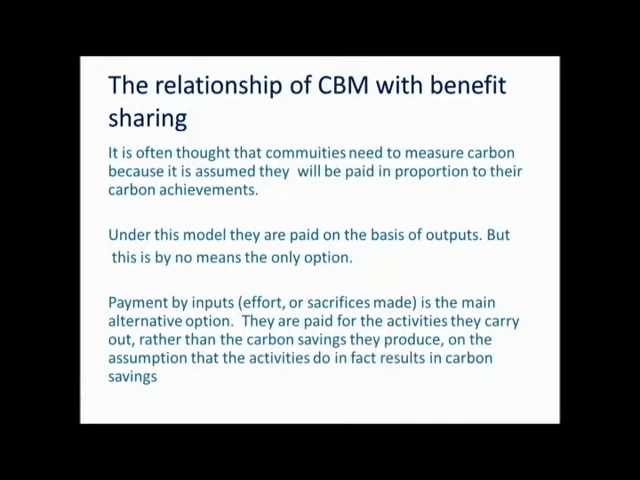 The relationship of CBM with benefit
sharing
It is often thought that commuities need to measure carbon
because it is assumed they will be paid in proportion to their
carbon achievements.
Under this model they are paid on the basis of outputs. But
this is by no means the only option.
Payment by inputs (effort, or sacrifices made) is the main
alternative option. They are paid for the activities they carry
out, rather than the carbon savings they produce, on the
assumption that the activities do in fact results in carbon
savings